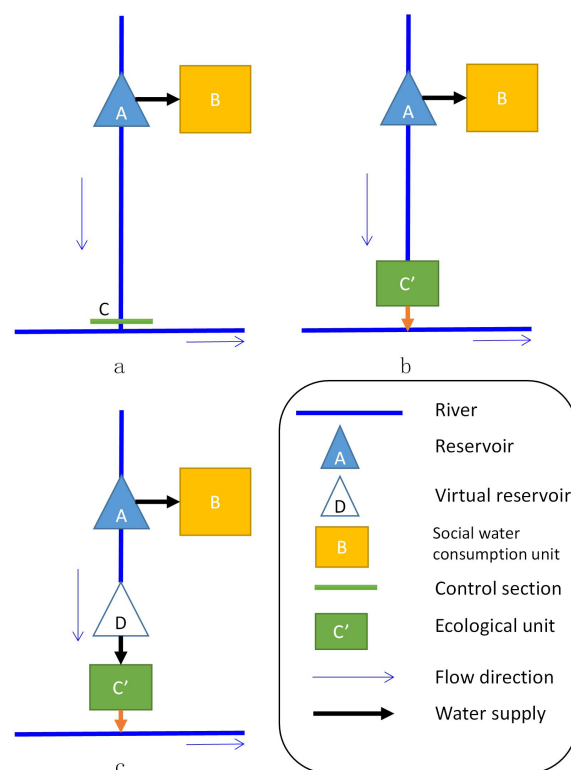 A
B
C
a
A
B
C’
b
A
B
D
C’
c
River
A
Reservoir
D
Virtual reservoir
B
Social water
consumption unit
Control section
C’
Ecological unit
Flow direction
Water supply